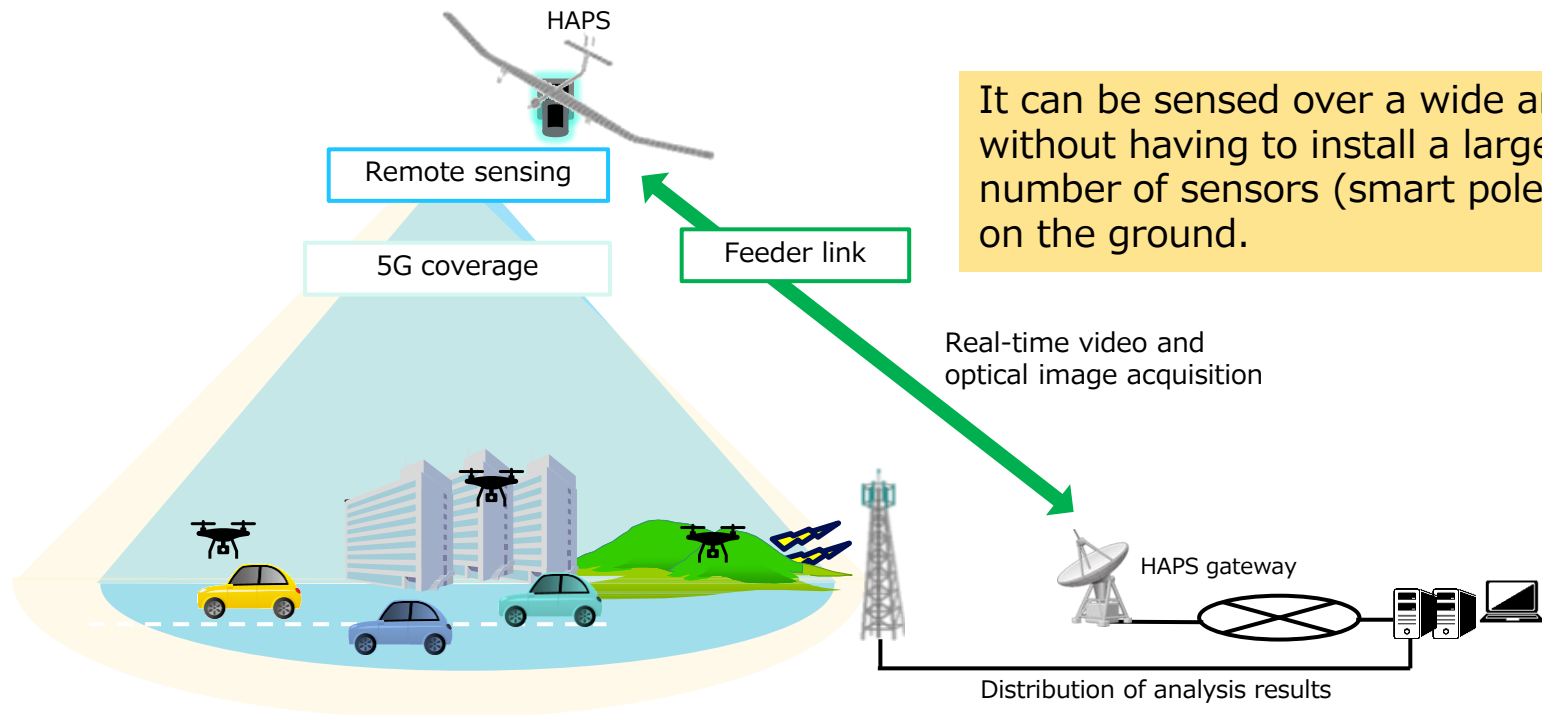 HAPS
It can be sensed over a wide
without having to install a large
number of sensors (smart pole
on the ground.
Remote sensing
5G coverage
Feeder link
Real-time video and
optical image acquisition
HAPS gateway
Distribution of analysis results